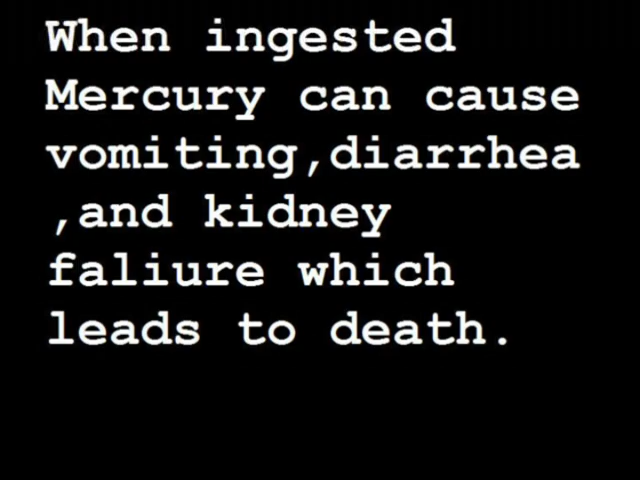 When ingested
Mercury can cause
vomiting,diarrhea
,and kidney
faliure which
leads to death.